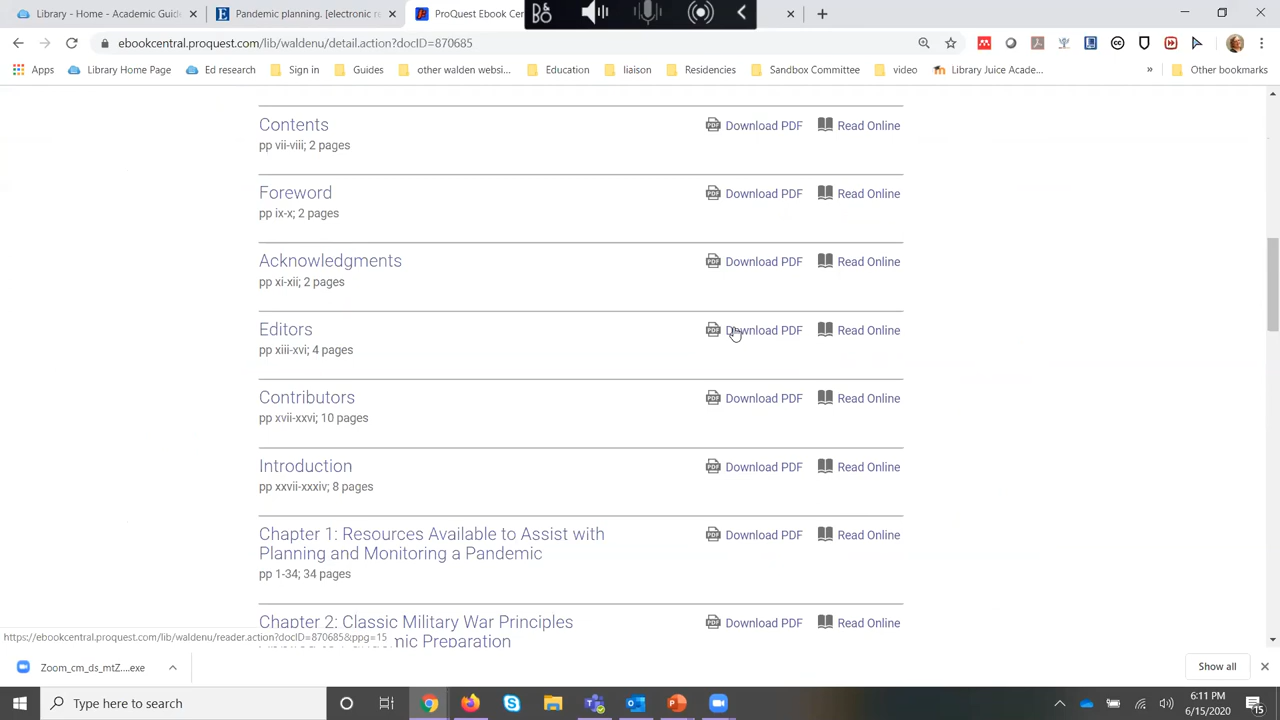 Library - Home - Academic Guid
Pandemic planning. [electronic re
ProQuest Ebook Cen
ebookcentral.proquest.com/lib/waldenu/detail.action?docID=870685
Apps
Library Home Page
Ed research
Sign in
Guides
other walden websi...
Education
liaison
Residencies
Sandbox Committee
video
Library Juice Acade...
»
Other bookmarks
Contents
Download PDF
Read Online
pp vii-viii; 2 pages
Foreword
Download PDF
Read Online
pp ix-x; 2 pages
Acknowledgments
Download PDF
Read Online
pp xi-xii; 2 pages
Editors
Download PDF
Read Online
pp xiii-xvi; 4 pages
Contributors
Download PDF
Read Online
pp xvii-xxvi; 10 pages
Introduction
Download PDF
Read Online
pp xxvii-xxxiv; 8 pages
Chapter 1: Resources Available to Assist with
Planning and Monitoring a Pandemic
Download PDF
Read Online
pp 1-34; 34 pages
Chapter 2: Classic Military War Principles
Download PDF
Read Online
mic Preparation
https://ebookcentral.proquest.com/lib/waldenu/reader.action?docID=870685&ppg=15
Zoom_cm_ds_mtZ....exe
Show all
Type here to search
6:11 PM
6/15/2020
15